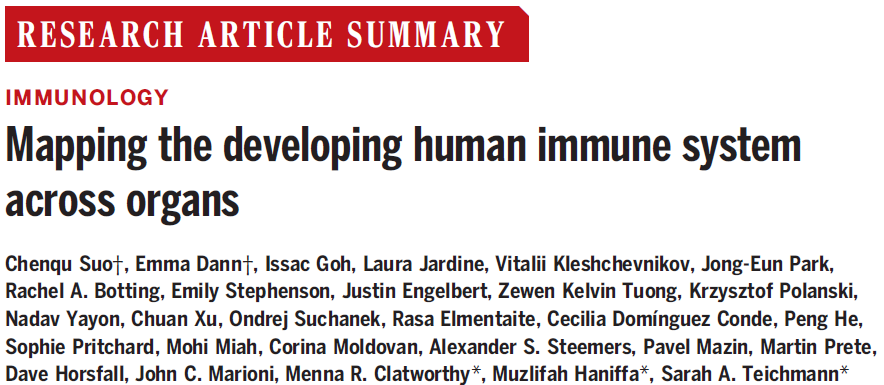 RESEARCH ARTICLE SUMMARY
IMMUNOLOGY
Mapping the developing human immune system
across organs
Chenqu Suo†, Emma Dann†, Issac Goh, Laura Jardine, Vitalii Kleshchevnikov, Jong-Eun Park,
Rachel A. Botting, Emily Stephenson, Justin Engelbert, Zewen Kelvin Tuong, Krzysztof Polanski,
Nadav Yayon, Chuan Xu, Ondrej Suchanek, Rasa Elmentaite, Cecilia Domínguez Conde, Peng He,
Sophie Pritchard, Mohi Miah, Corina Moldovan, Alexander S. Steemers, Pavel Mazin, Martin Prete,
Dave Horsfall, John C. Marioni, Menna R. Clatworthy*, Muzlifah Haniffa*, Sarah A. Teichmann*